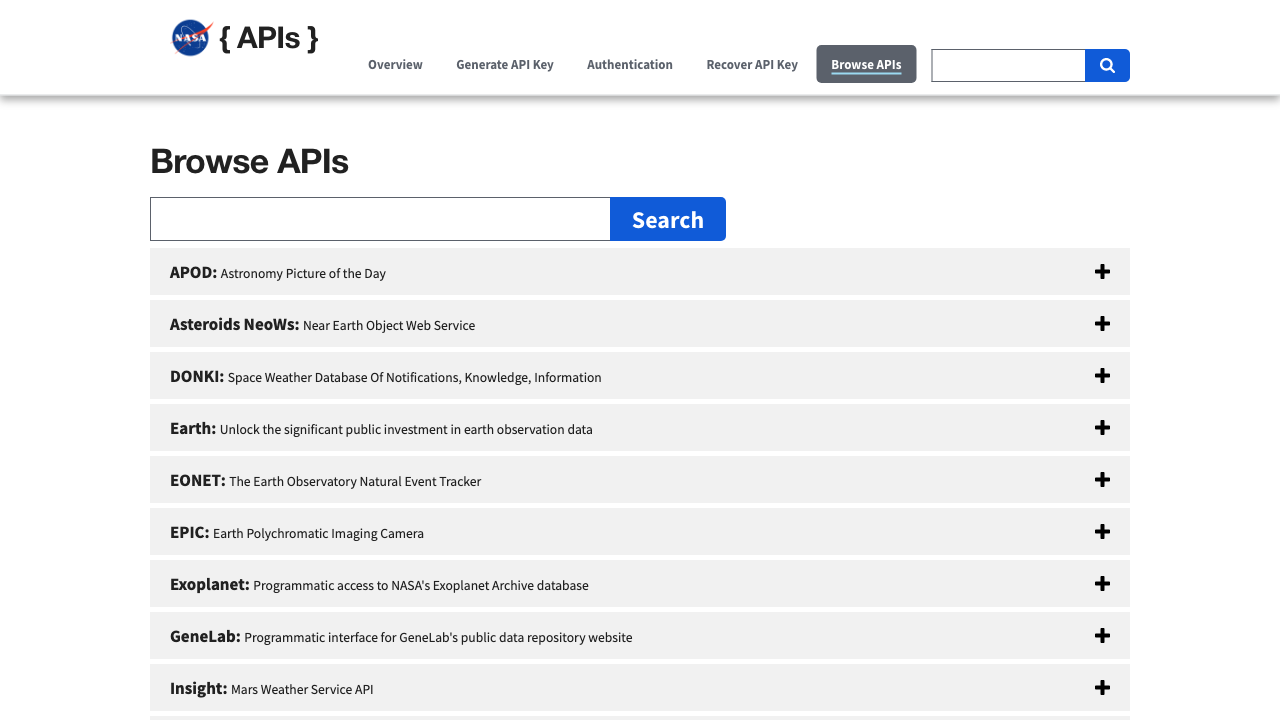 NASA { APIs }
Overview Generate API Key Authentication Recover API Key Browse APIs
Browse APIs
Search
APOD: Astronomy Picture of the Day
Asteroids NeoWs: Near Earth Object Web Service
DONKI: Space Weather Database Of Notifications, Knowledge, Information
Earth: Unlock the significant public investment in earth observation data
EONET: The Earth Observatory Natural Event Tracker
EPIC: Earth Polychromatic Imaging Camera
Exoplanet: Programmatic access to NASA's Exoplanet Archive database
GeneLab: Programmatic interface for GeneLab's public data repository website
Insight: Mars Weather Service API